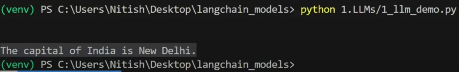 (venv) PS C:\Users\Nitish\Desktop\langchain_models> python 1.LLMs/1_llm_demo.py
The capital of India is New Delhi.
(venv) PS C:\Users\Nitish\Desktop\langchain_models>